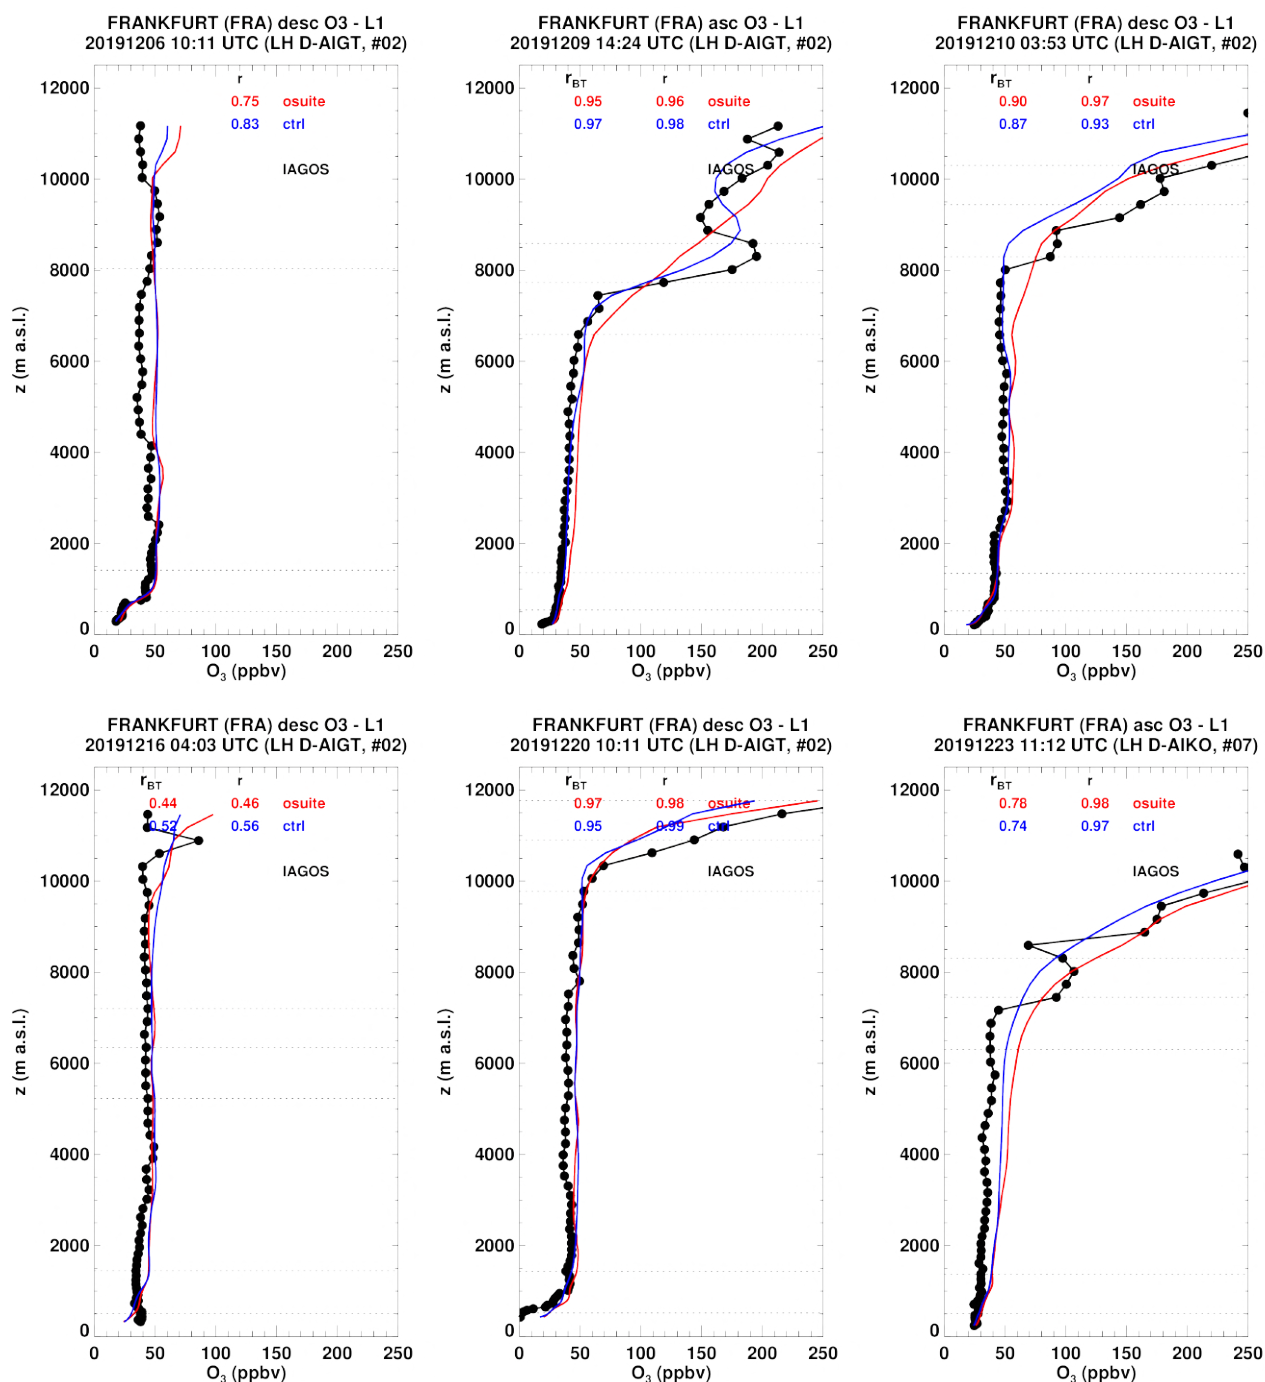 FRANKFURT (FRA) desc O3 - L1
20191206 10:11 UTC (LH D-AIGT, #02)
r
0.75 osuite
0.83 ctrl
IAGOS
12000
10000
8000
6000
4000
2000
0
z (m a.s.l.)
0 50 100 150 200 250
O3 (ppbv)
FRANKFURT (FRA) asc O3 - L1
20191209 14:24 UTC (LH D-AIGT, #02)
rBT r
0.95 0.96 osuite
0.97 0.98 ctrl
IAGOS
12000
10000
8000
6000
4000
2000
0
z (m a.s.l.)
0 50 100 150 200 250
O3 (ppbv)
FRANKFURT (FRA) desc O3 - L1
20191210 03:53 UTC (LH D-AIGT, #02)
rBT r
0.90 0.97 osuite
0.87 0.93 ctrl
IAGOS
12000
10000
8000
6000
4000
2000
0
z (m a.s.l.)
0 50 100 150 200 250
O3 (ppbv)
FRANKFURT (FRA) desc O3 - L1
20191216 04:03 UTC (LH D-AIGT, #02)
rBT r
0.44 0.46 osuite
0.52 0.56 ctrl
IAGOS
12000
10000
8000
6000
4000
2000
0
z (m a.s.l.)
0 50 100 150 200 250
O3 (ppbv)
FRANKFURT (FRA) desc O3 - L1
20191220 10:11 UTC (LH D-AIGT, #02)
rBT r
0.97 0.98 osuite
0.95 0.99 ctrl
IAGOS
12000
10000
8000
6000
4000
2000
0
z (m a.s.l.)
0 50 100 150 200 250
O3 (ppbv)
FRANKFURT (FRA) asc O3 - L1
20191223 11:12 UTC (LH D-AIKO, #07)
rBT r
0.78 0.98 osuite
0.74 0.97 ctrl
IAGOS
12000
10000
8000
6000
4000
2000
0
z (m a.s.l.)
0 50 100 150 200 250
O3 (ppbv)